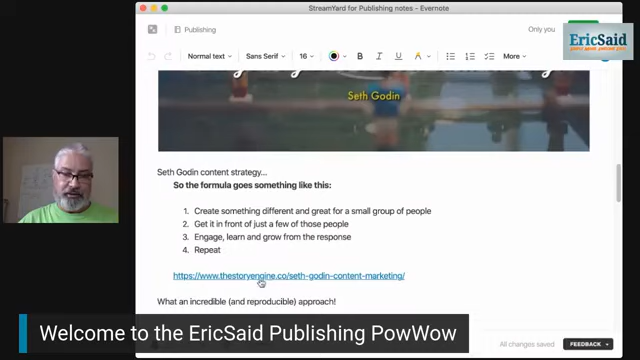 StreamYard for Publishing notes - Evernote
Publishing
Only you
EricSaid
Normal text
Sans Serif
16
B
I
U
A
More
Seth Godin
Seth Godin content strategy...
So the formula goes something like this:
1. Create something different and great for a small group of people
2. Get it in front of just a few of those people
3. Engage, learn and grow from the response
4. Repeat
https://www.thestoryengine.co/seth-godin-content-marketing/
What an incredible (and reproducible) approach!
Welcome to the EricSaid Publishing PowWow
All changes saved
FEEDBACK